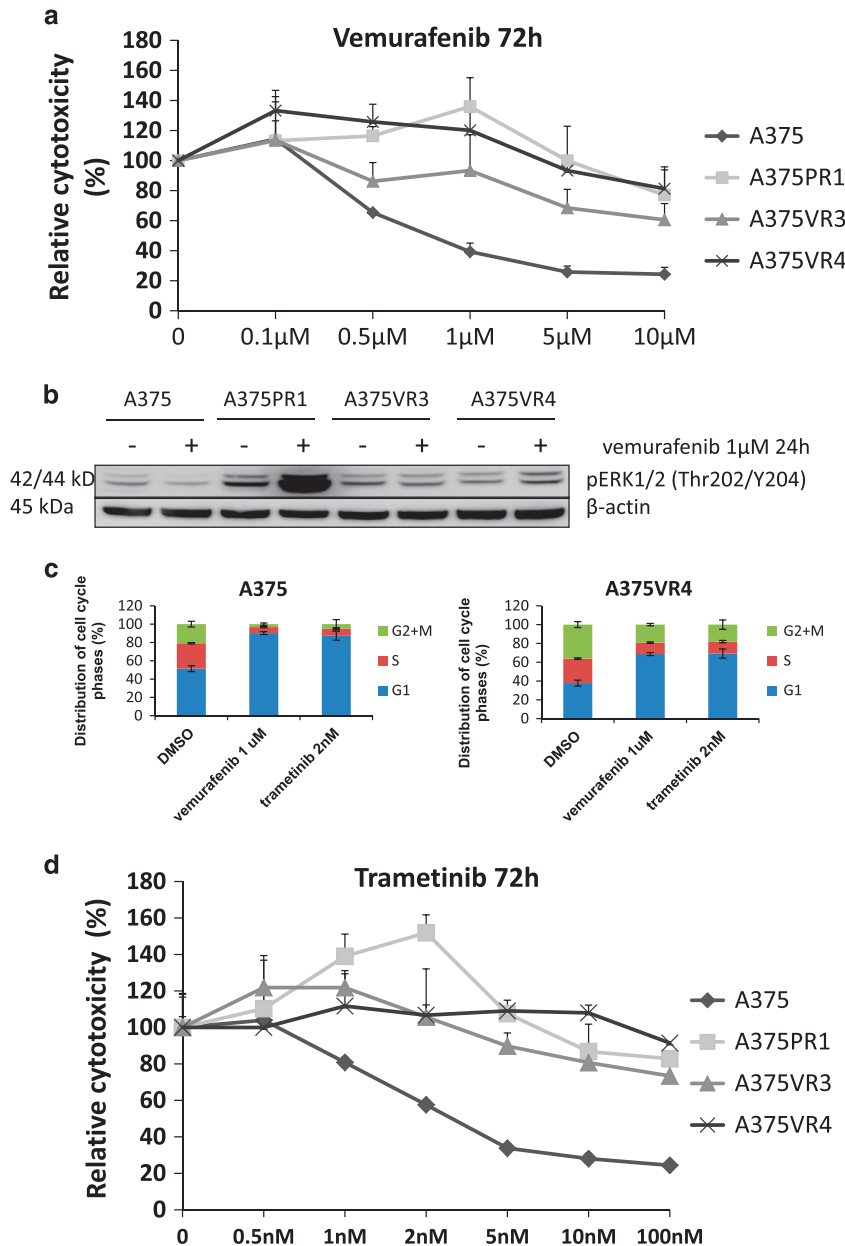 a
Vemurafenib 72h
Relative cytotoxicity
(%)
180
160
140
120
100
80
60
40
20
0
0 0.1µM 0.5µM 1µM 5µM 10µM
A375
A375PR1
A375VR3
A375VR4
b
A375 A375PR1 A375VR3 A375VR4
- + - + - + - + vemurafenib 1µM 24h
42/44 kD pERK1/2 (Thr202/Y204)
45 kDa β-actin
c
A375
Distribution of cell cycle
phases (%)
120
100
80
60
40
20
0
DMSO
vemurafenib 1 uM
trametinib 2nM
G2+M
S
G1
A375VR4
Distribution of cell cycle
phases (%)
120
100
80
60
40
20
0
DMSO
vemurafenib 1uM
trametinib 2nM
G2+M
S
G1
d
Trametinib 72h
Relative cytotoxicity (%)
180
160
140
120
100
80
60
40
20
0
0 0.5nM 1nM 2nM 5nM 10nM 100nM
A375
A375PR1
A375VR3
A375VR4